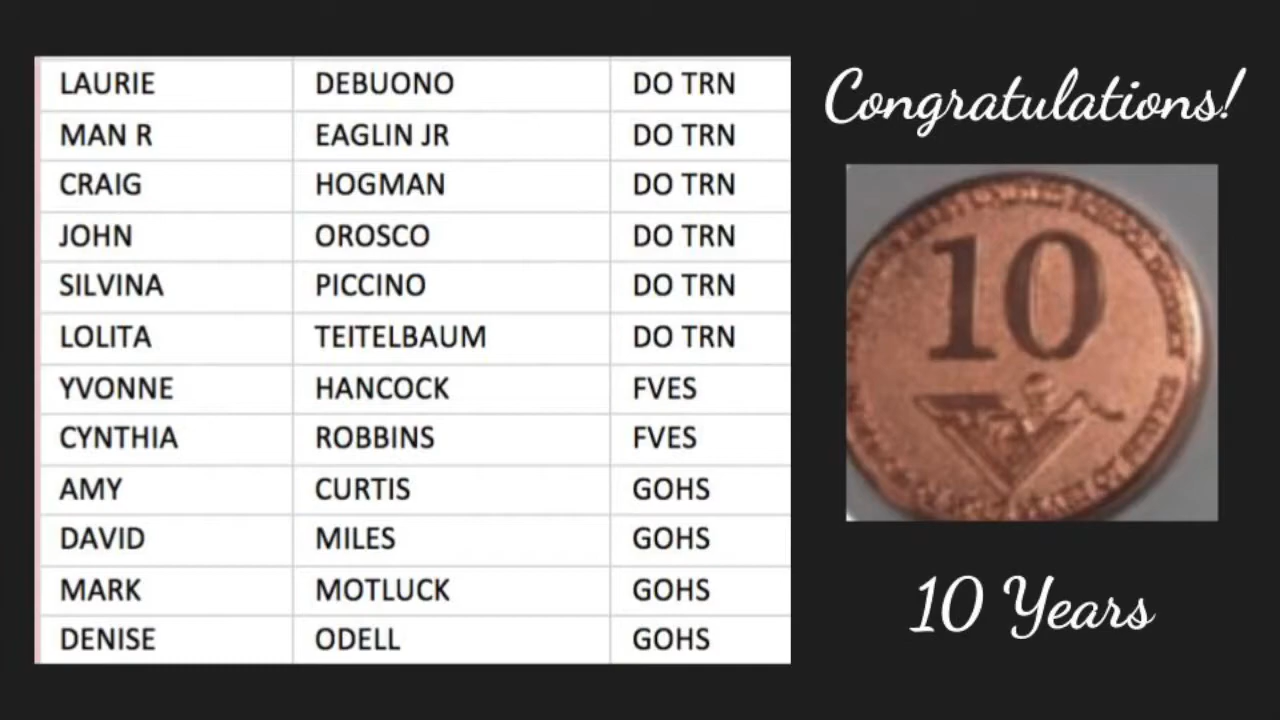 LAURIE DEBUONO DO TRN
MAN R EAGLIN JR DO TRN
CRAIG HOGMAN DO TRN
JOHN OROSCO DO TRN
SILVINA PICCINO DO TRN
LOLITA TEITELBAUM DO TRN
YVONNE HANCOCK FVES
CYNTHIA ROBBINS FVES
AMY CURTIS GOHS
DAVID MILES GOHS
MARK MOTLUCK GOHS
DENISE ODELL GOHS
Congratulations!
10
10 Years